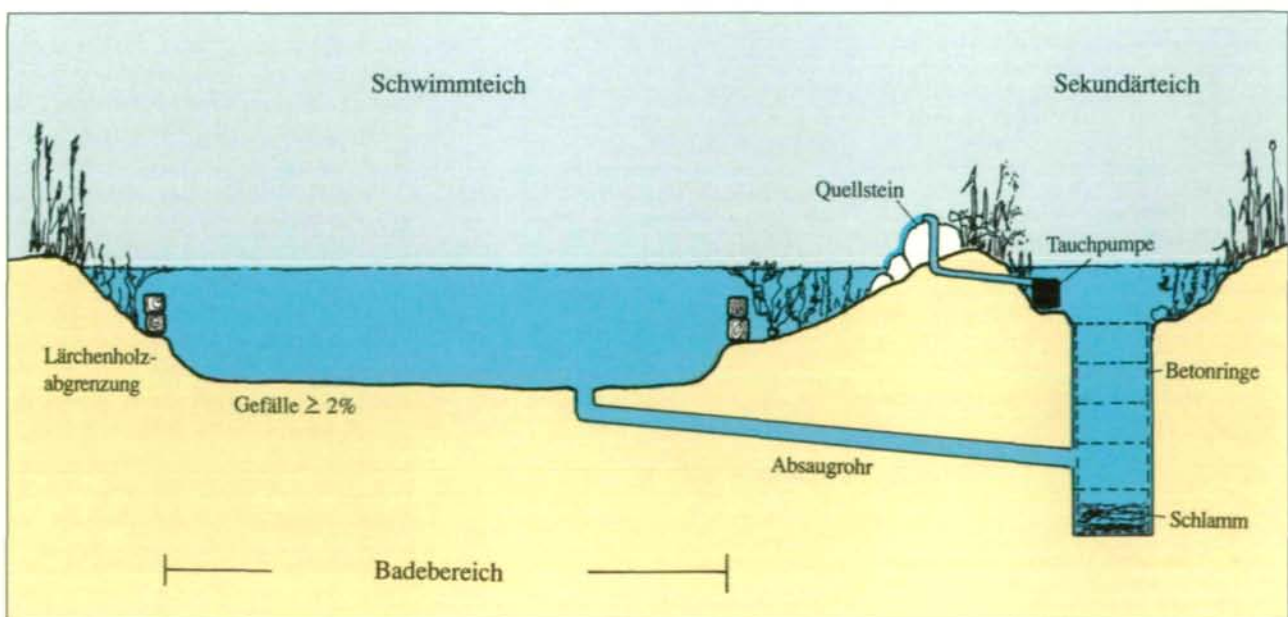 Schwimmteich
Sekundärteich
Quellstein
Tauchpumpe
Lärchenholz-
abgrenzung
Gefälle ≥ 2%
Betonringe
Absaugrohr
Schlamm
Badebereich